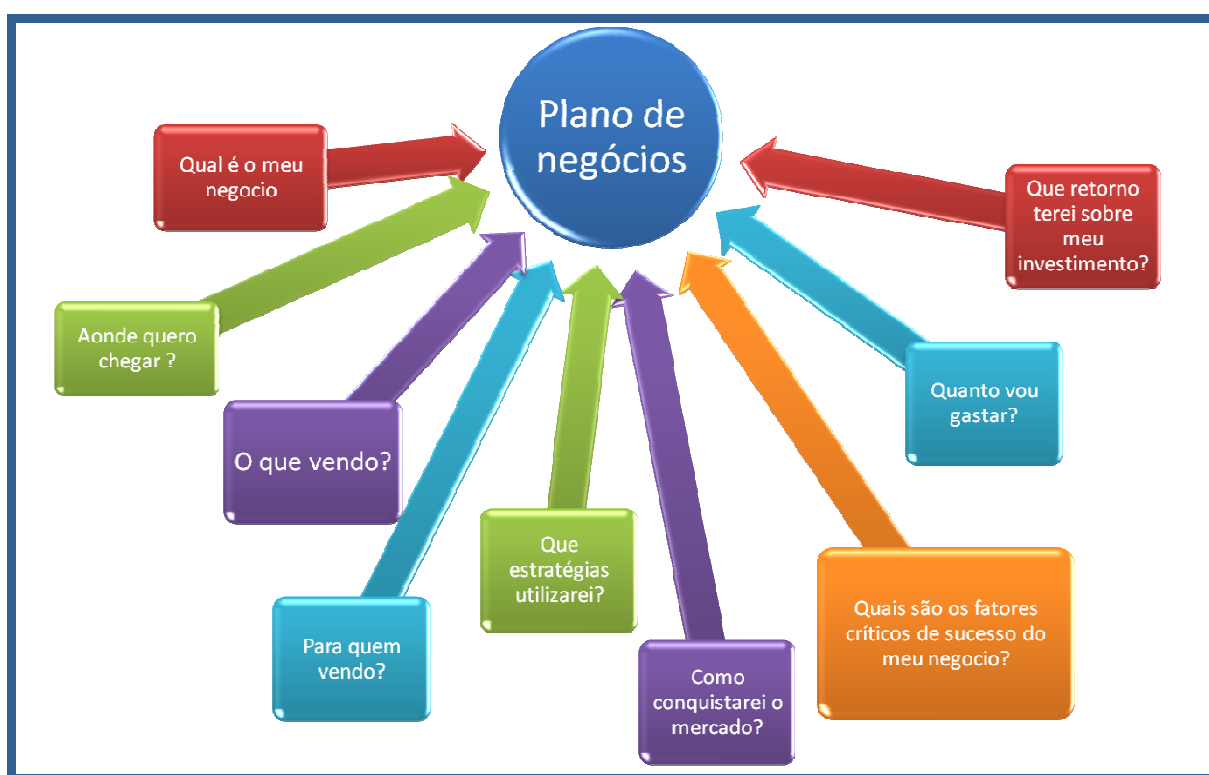 Plano de
negócios
Qual é o meu
negocio
Aonde quero
chegar ?
O que vendo?
Para quem
vendo?
Que
estratégias
utilizarei?
Como
conquistarei o
mercado?
Quais são os fatores
críticos de sucesso do
meu negocio?
Quanto vou
gastar?
Que retorno
terei sobre
meu
investimento?